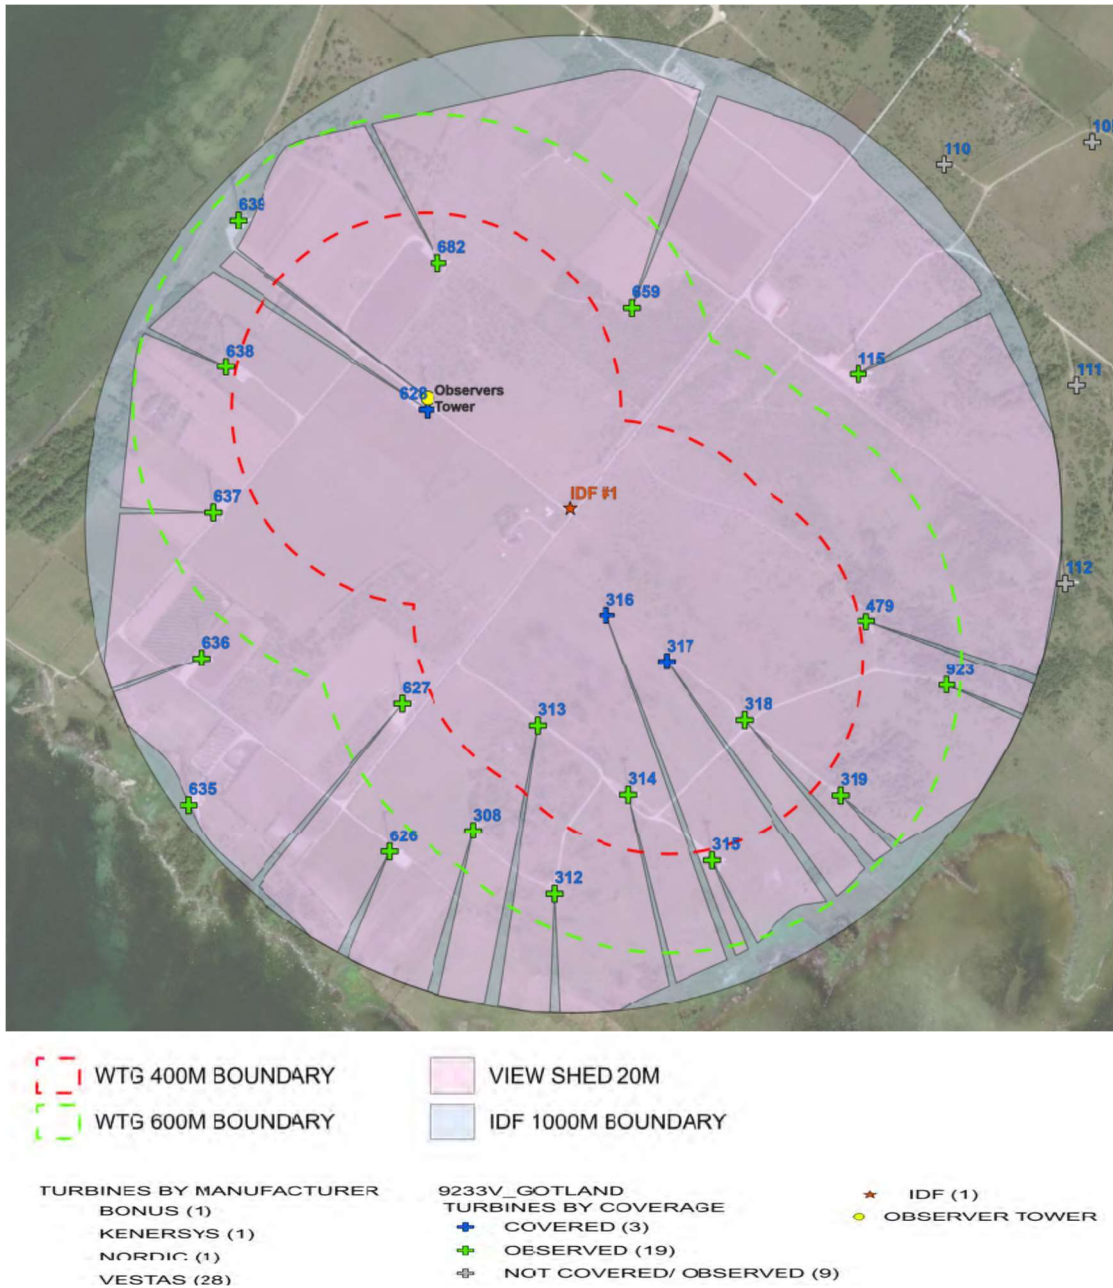 110
639
682
659
115
111
638
628
Observers
Tower
637
IDF #1
112
316
479
317
636
923
627
318
313
314
319
635
308
315
626
312
WTG 400M BOUNDARY
VIEW SHED 20M
WTG 600M BOUNDARY
IDF 1000M BOUNDARY
TURBINES BY MANUFACTURER
BONUS (1)
KENERSYS (1)
NORDIC (1)
VESTAS (28)
9233V_GOTLAND
TURBINES BY COVERAGE
COVERED (3)
OBSERVED (19)
NOT COVERED/ OBSERVED (9)
IDF (1)
OBSERVER TOWER